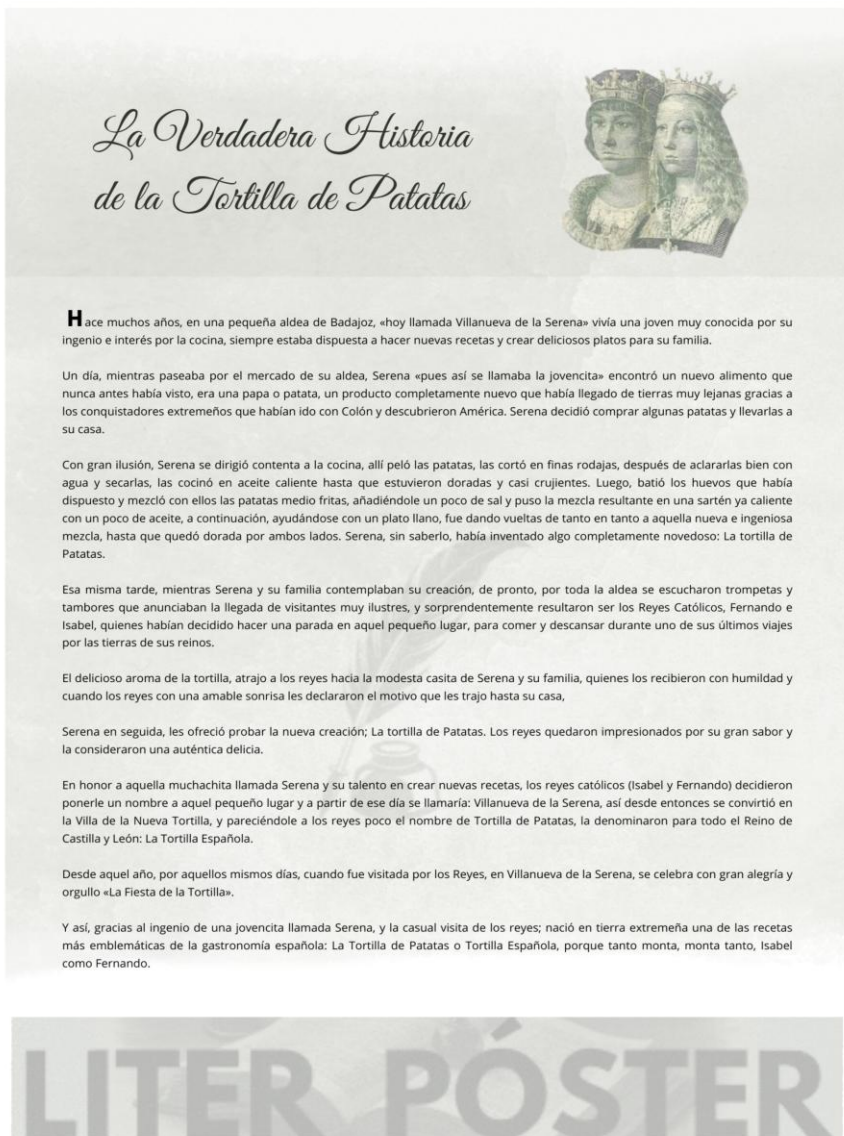 La Verdadera Historia
de la Tortilla de Patatas
Hace muchos años, en una pequeña aldea de Badajoz, «hoy llamada Villanueva de la Serena» vivía una joven muy conocida por su
ingenio e interés por la cocina, siempre estaba dispuesta a hacer nuevas recetas y crear deliciosos platos para su familia.
Un día, mientras paseaba por el mercado de su aldea, Serena «pues así se llamaba la jovencita» encontró un nuevo alimento que
nunca antes había visto, era una papa o patata, un producto completamente nuevo que había llegado de tierras muy lejanas gracias a
los conquistadores extremeños que habían ido con Colón y descubrieron América. Serena decidió comprar algunas patatas y llevarlas a
su casa.
Con gran ilusión, Serena se dirigió contenta a la cocina, allí peló las patatas, las cortó en finas rodajas, después de aclararlas bien con
agua y secarlas, las cocinó en aceite caliente hasta que estuvieron doradas y casi crujientes. Luego, batió los huevos que había
dispuesto y mezcló con ellos las patatas medio fritas, añadiéndole un poco de sal y puso la mezcla resultante en una sartén ya caliente
con un poco de aceite, a continuación, ayudándose con un plato llano, fue dando vueltas de tanto en tanto a aquella nueva e ingeniosa
mezcla, hasta que quedó dorada por ambos lados. Serena, sin saberlo, había inventado algo completamente novedoso: La tortilla de
Patatas.
Esa misma tarde, mientras Serena y su familia contemplaban su creación, de pronto, por toda la aldea se escucharon trompetas y
tambores que anunciaban la llegada de visitantes muy ilustres, y sorprendentemente resultaron ser los Reyes Católicos, Fernando e
Isabel, quienes habían decidido hacer una parada en aquel pequeño lugar, para comer y descansar durante uno de sus últimos viajes
por las tierras de sus reinos.
El delicioso aroma de la tortilla, atrajo a los reyes hacia la modesta casita de Serena y su familia, quienes los recibieron con humildad y
cuando los reyes con una amable sonrisa les declararon el motivo que les trajo hasta su casa,
Serena en seguida, les ofreció probar la nueva creación; La tortilla de Patatas. Los reyes quedaron impresionados por su gran sabor y
la consideraron una auténtica delicia.
En honor a aquella muchachita llamada Serena y su talento en crear nuevas recetas, los reyes católicos (Isabel y Fernando) decidieron
ponerle un nombre a aquel pequeño lugar y a partir de ese día se llamaría: Villanueva de la Serena, así desde entonces se convirtió en
la Villa de la Nueva Tortilla, y pareciéndole a los reyes poco el nombre de Tortilla de Patatas, la denominaron para todo el Reino de
Castilla y León: La Tortilla Española.
Desde aquel año, por aquellos mismos días, cuando fue visitada por los Reyes, en Villanueva de la Serena, se celebra con gran alegría y
orgullo «La Fiesta de la Tortilla».
Y así, gracias al ingenio de una jovencita llamada Serena, y la casual visita de los reyes; nació en tierra extremeña una de las recetas
más emblemáticas de la gastronomía española: La Tortilla de Patatas o Tortilla Española, porque tanto monta, monta tanto, Isabel
como Fernando.
LITER PÓSTER